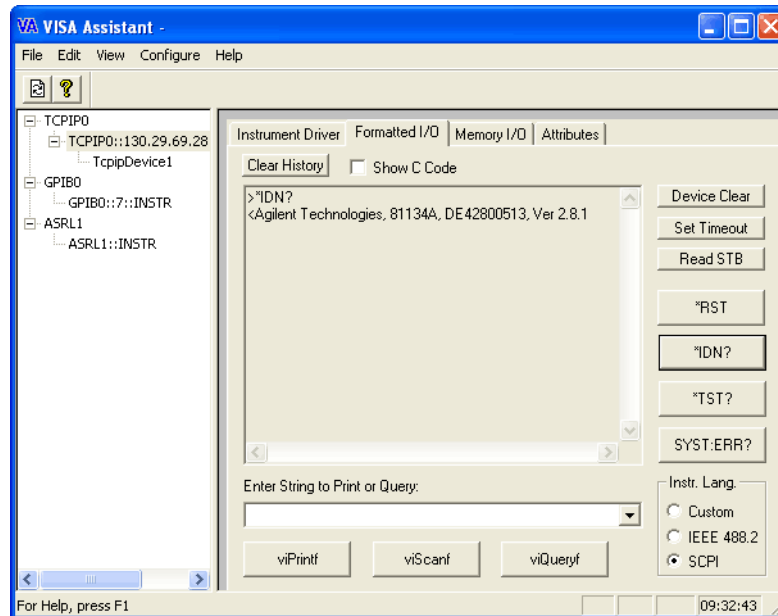 VISA Assistant -
File Edit View Configure Help
TCPIP0
TCPIP0::130.29.69.28
TcpipDevice1
GPIB0
GPIB0::7::INSTR
ASRL1
ASRL1::INSTR
Instrument Driver Formatted I/O Memory I/O Attributes
Clear History Show C Code
>*IDN?
<Agilent Technologies, 81134A, DE42800513, Ver 2.8.1
Device Clear
Set Timeout
Read STB
*RST
*IDN?
*TST?
SYST:ERR?
Enter String to Print or Query:
viPrintf viScanf viQueryf
Instr. Lang.
Custom
IEEE 488.2
SCPI
For Help, press F1 09:32:43